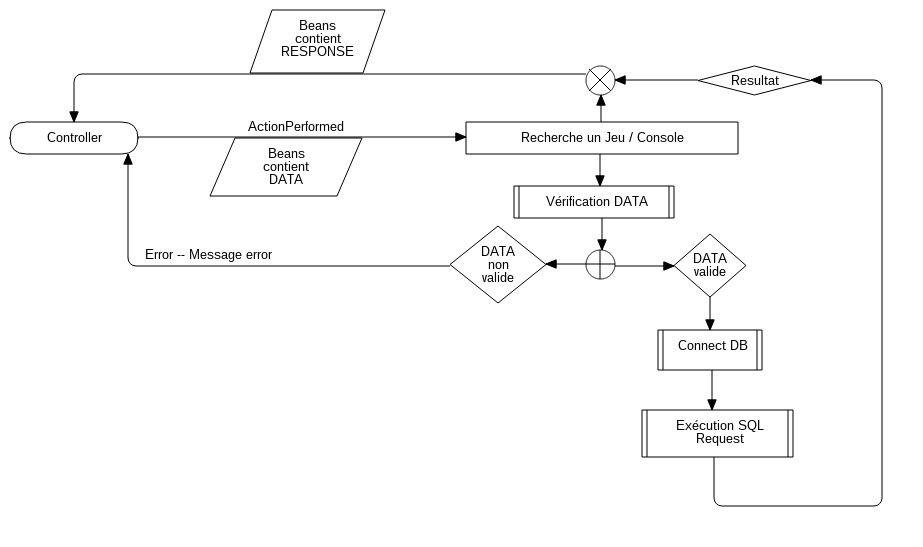 Beans
contient
RESPONSE
Resultat
ActionPerformed
Controller
Recherche un Jeu / Console
Beans
contient
DATA
Vérification DATA
Error -- Message error
DATA
non
valide
DATA
valide
Connect DB
Exécution SQL
Request